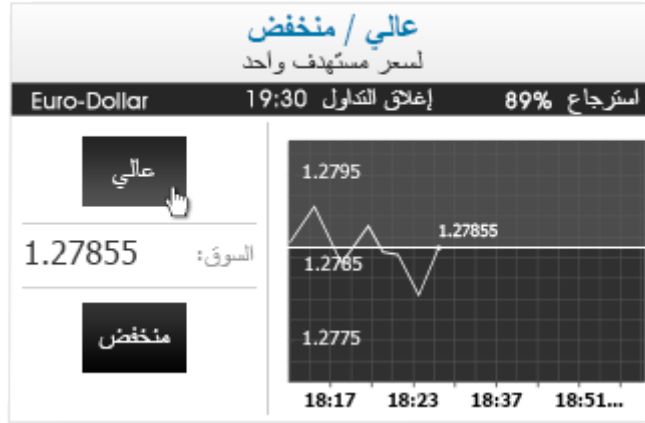 عالي / منخفض
لسعر مستهدف واحد
استرجاع 89% إغلاق التداول 19:30 Euro-Dollar
عالي
السوق: 1.27855
منخفض
1.2795
1.27855
1.2785
1.2775
18:17 18:23 18:37 18:51...